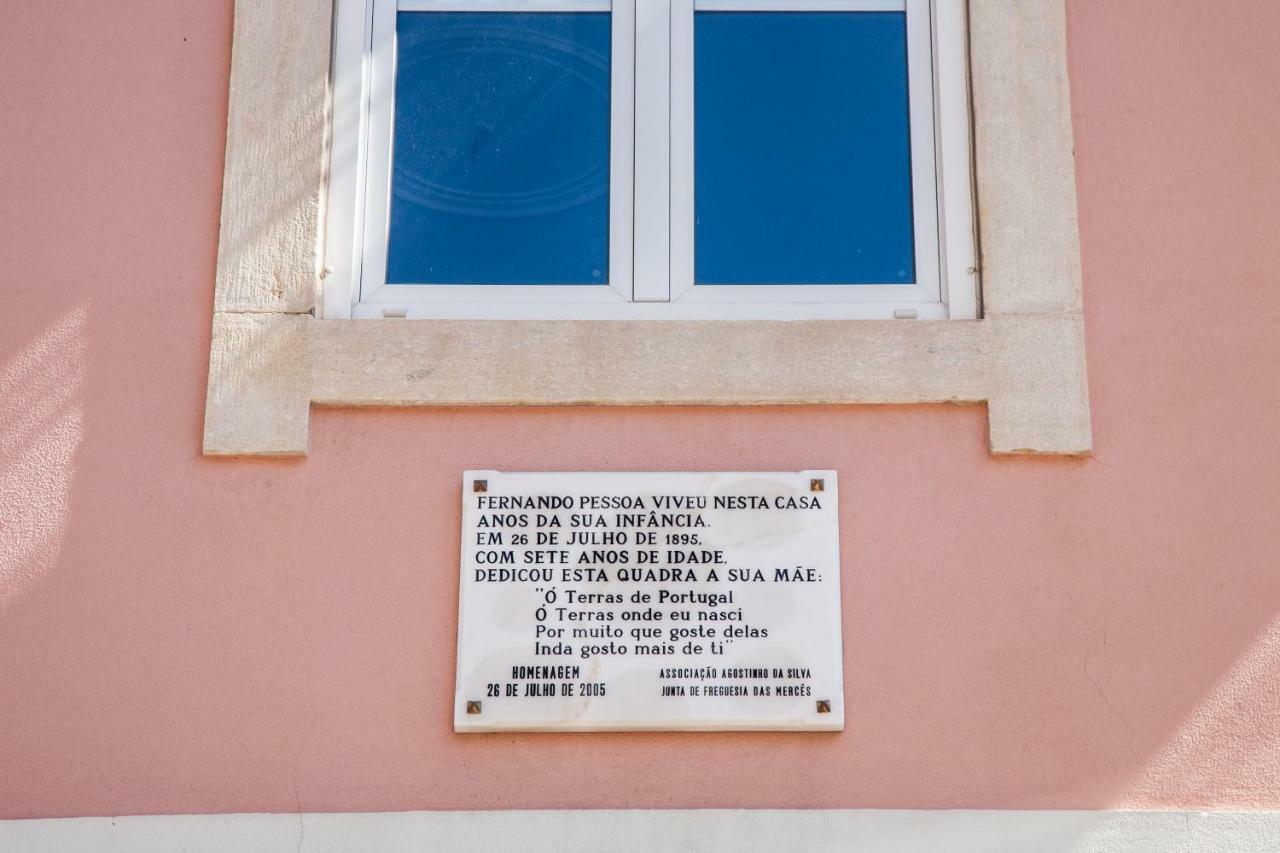 FERNANDO PESSOA VIVEU NESTA CASA
ANOS DA SUA INFÂNCIA.
EM 26 DE JULHO DE 1895,
COM SETE ANOS DE IDADE,
DEDICOU ESTA QUADRA A SUA MÃE:
"Ó Terras de Portugal
Ó Terras onde eu nasci
Por muito que goste delas
Inda gosto mais de ti"
HOMENAGEM
26 DE JULHO DE 2005
ASSOCIAÇÃO AGOSTINHO DA SILVA
JUNTA DE FREGUESIA DAS MERCÊS